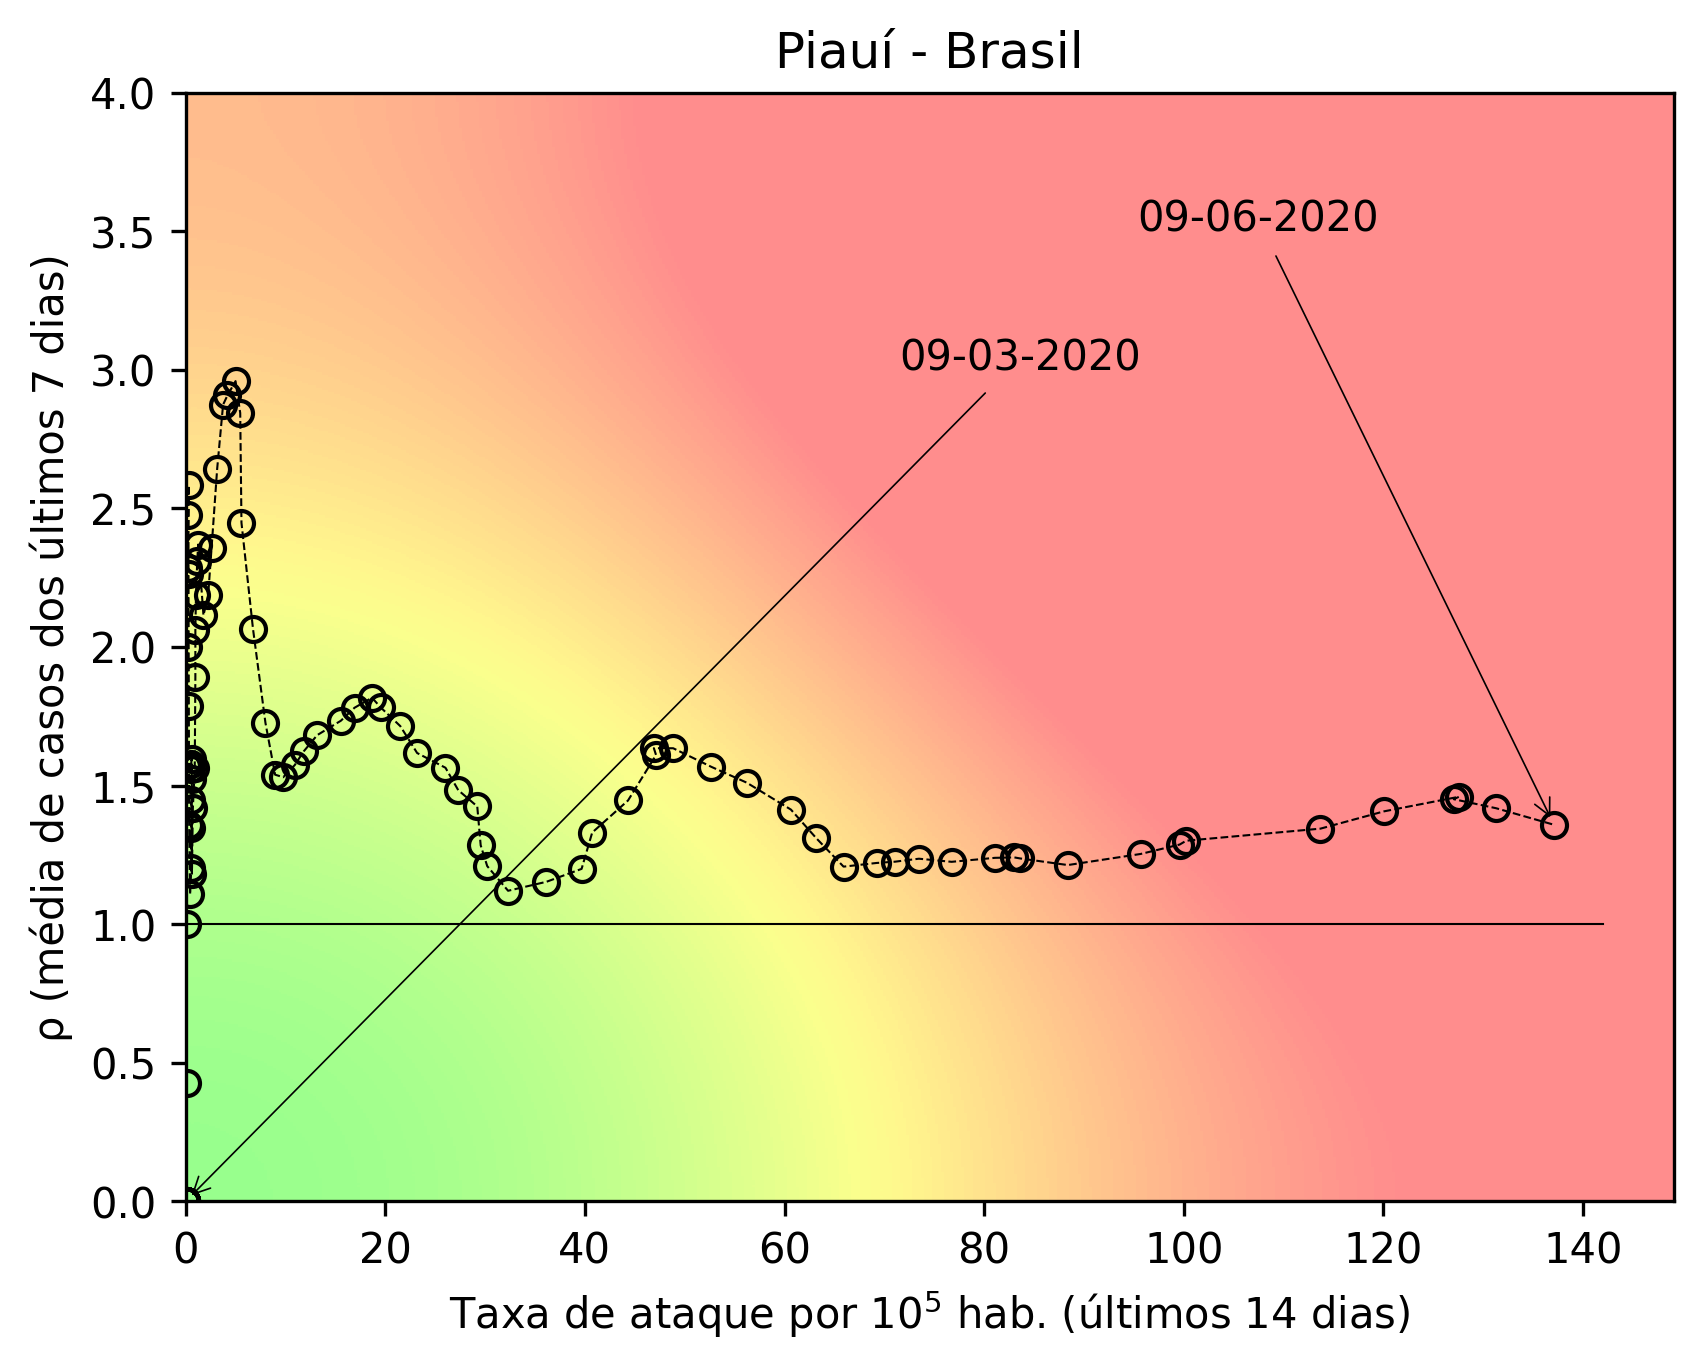 Piauí - Brasil
4.0
3.5
3.0
2.5
2.0
1.5
1.0
0.5
0.0
ρ (média de casos dos últimos 7 dias)
09-06-2020
09-03-2020
0 20 40 60 80 100 120 140
Taxa de ataque por 10⁵ hab. (últimos 14 dias)